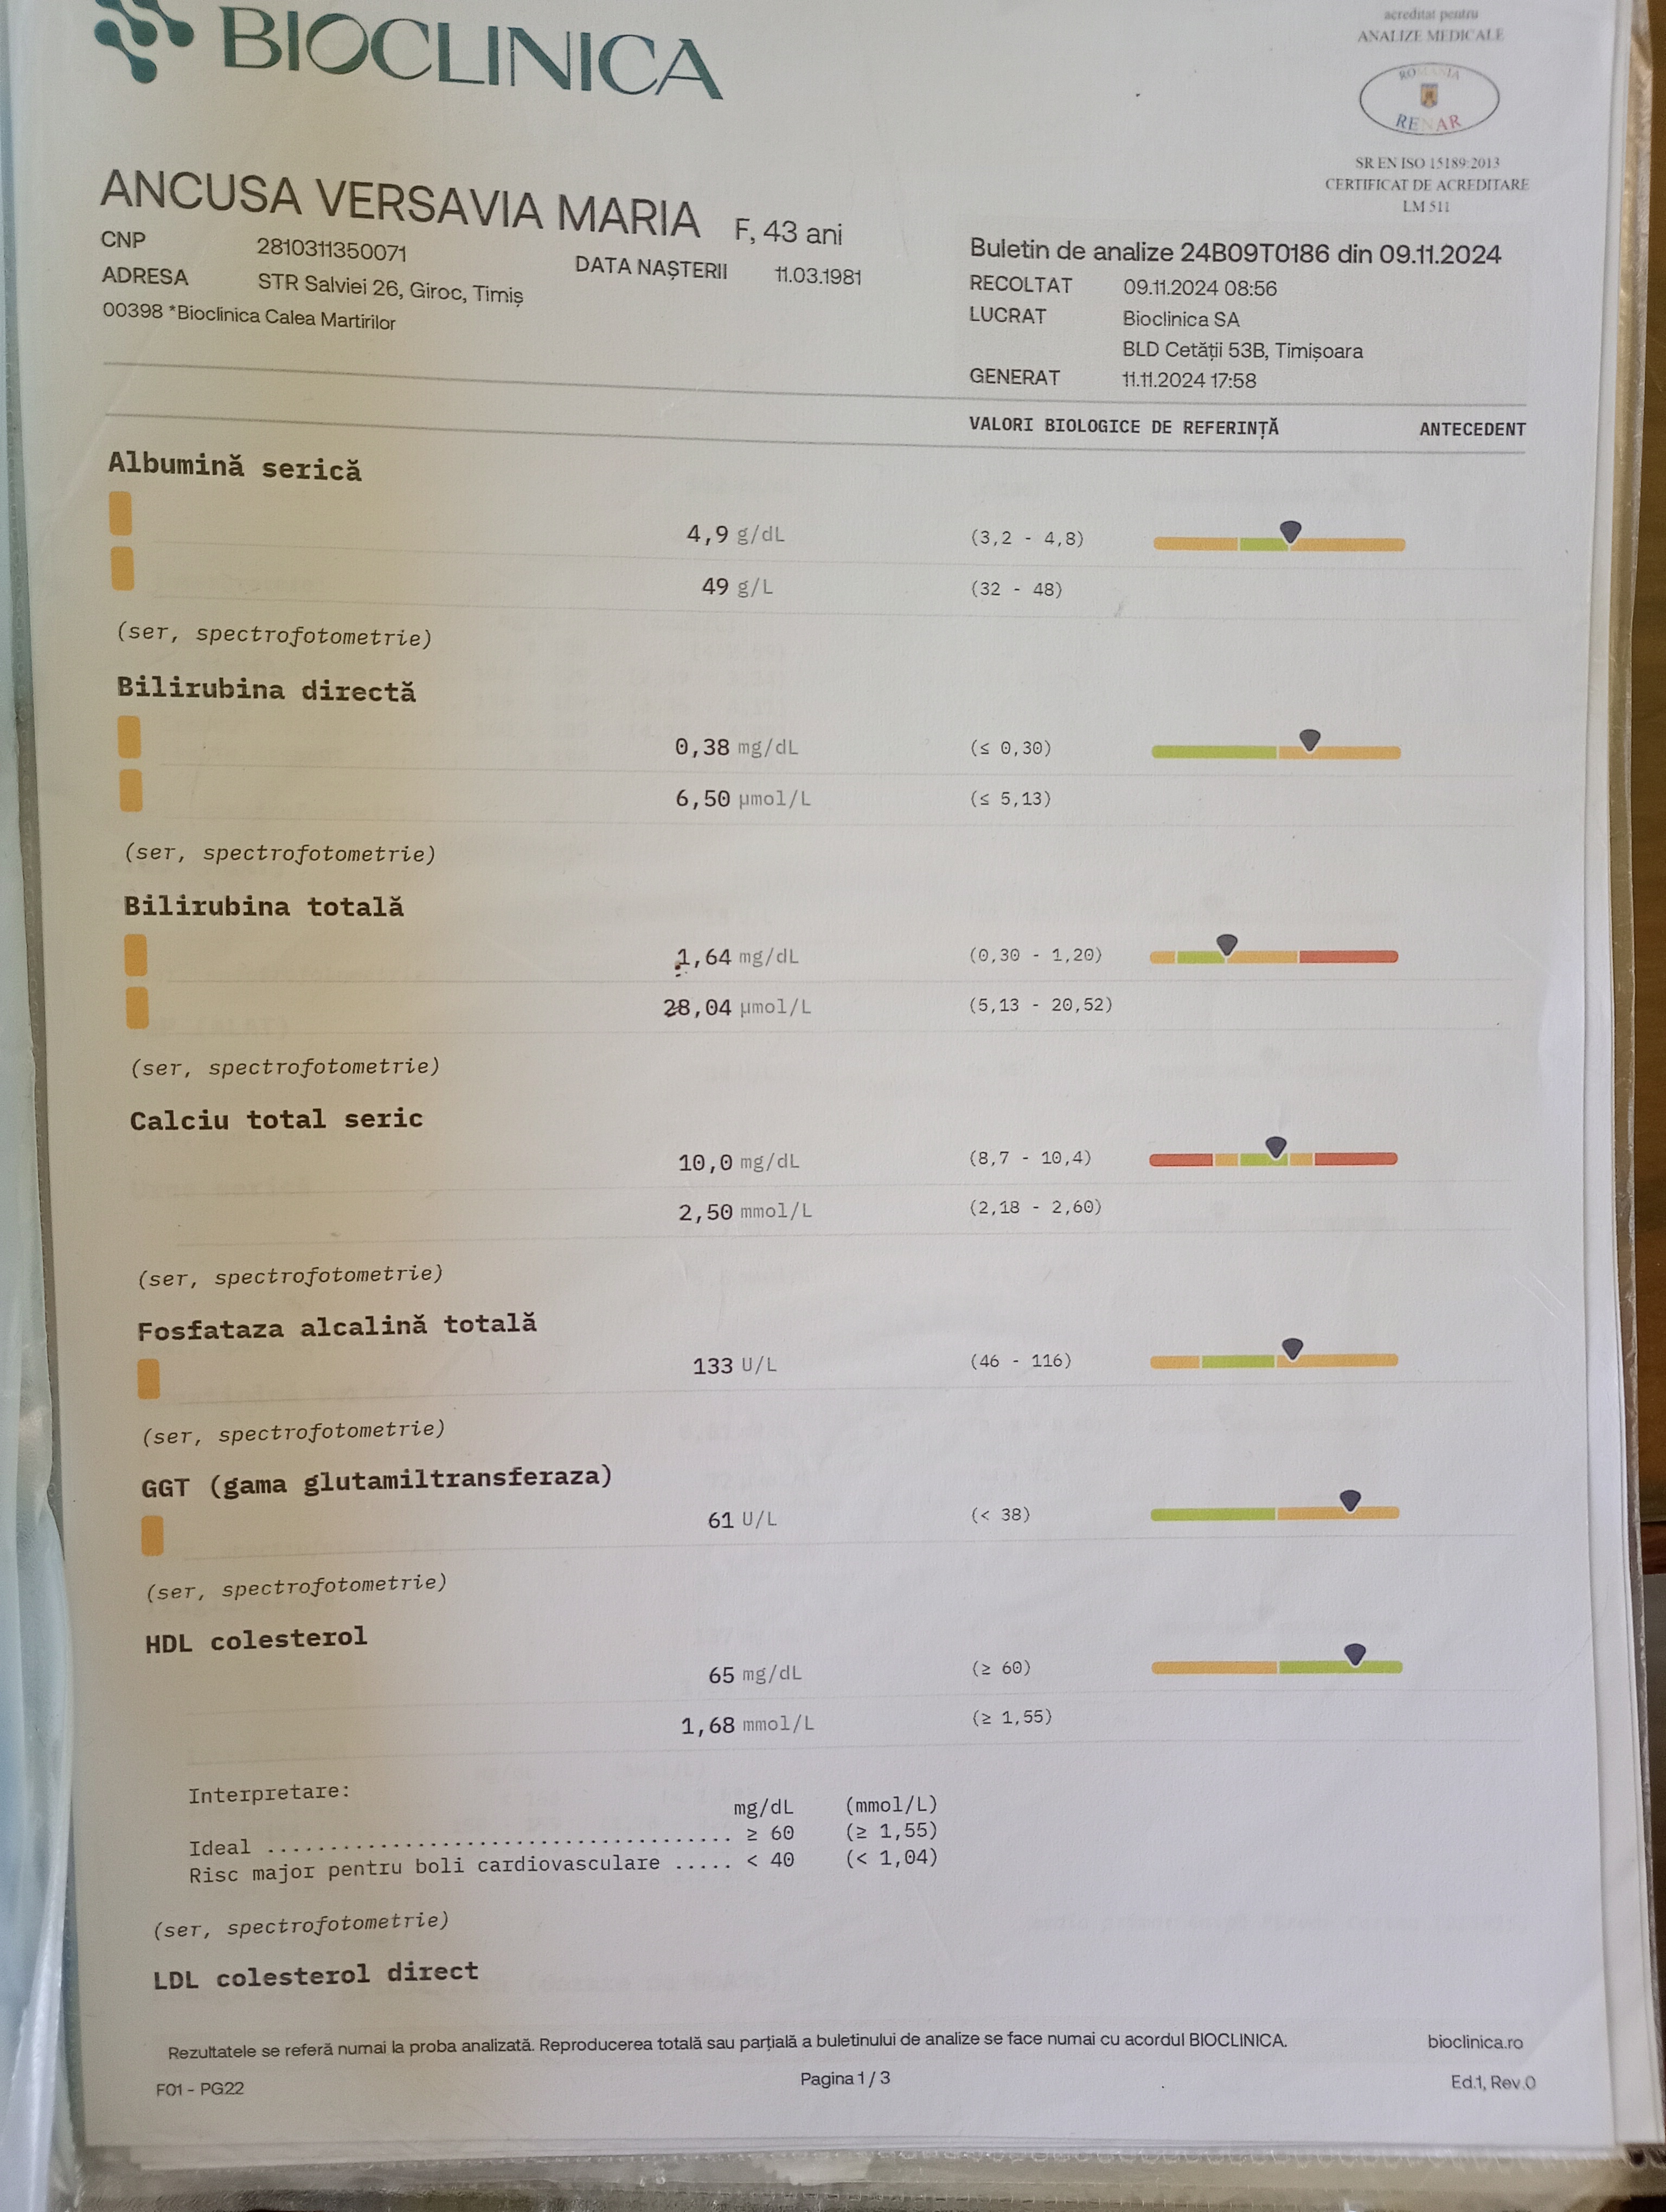 BIOCLINICA
acreditat pentru
ANALIZE MEDICALE
ROMANIA
RENAR
SR EN ISO 15189:2013
CERTIFICAT DE ACREDITARE
LM 511
ANCUSA VERSAVIA MARIA F, 43 ani
CNP 2810311350071 DATA NAȘTERII 11.03.1981
ADRESA STR Salviei 26, Giroc, Timiș
00398 *Bioclinica Calea Martirilor
Buletin de analize 24B09T0186 din 09.11.2024
RECOLTAT 09.11.2024 08:56
LUCRAT Bioclinica SA
BLD Cetății 53B, Timișoara
GENERAT 11.11.2024 17:58
VALORI BIOLOGICE DE REFERINȚĂ ANTECEDENT
Albumină serică
4,9 g/dL (3,2 - 4,8)
49 g/L (32 - 48)
(ser, spectrofotometrie)
Bilirubina directă
0,38 mg/dL (≤ 0,30)
6,50 µmol/L (≤ 5,13)
(ser, spectrofotometrie)
Bilirubina totală
1,64 mg/dL (0,30 - 1,20)
28,04 µmol/L (5,13 - 20,52)
(ser, spectrofotometrie)
Calciu total seric
10,0 mg/dL (8,7 - 10,4)
2,50 mmol/L (2,18 - 2,60)
(ser, spectrofotometrie)
Fosfataza alcalină totală
133 U/L (46 - 116)
(ser, spectrofotometrie)
GGT (gama glutamiltransferaza)
61 U/L (< 38)
(ser, spectrofotometrie)
HDL colesterol
65 mg/dL (≥ 60)
1,68 mmol/L (≥ 1,55)
Interpretare:
mg/dL (mmol/L)
Ideal .................................... ≥ 60 (≥ 1,55)
Risc major pentru boli cardiovasculare ..... < 40 (< 1,04)
(ser, spectrofotometrie)
LDL colesterol direct
Rezultatele se referă numai la proba analizată. Reproducerea totală sau parțială a buletinului de analize se face numai cu acordul BIOCLINICA. bioclinica.ro
F01 - PG22 Pagina 1 / 3 Ed.1, Rev.0